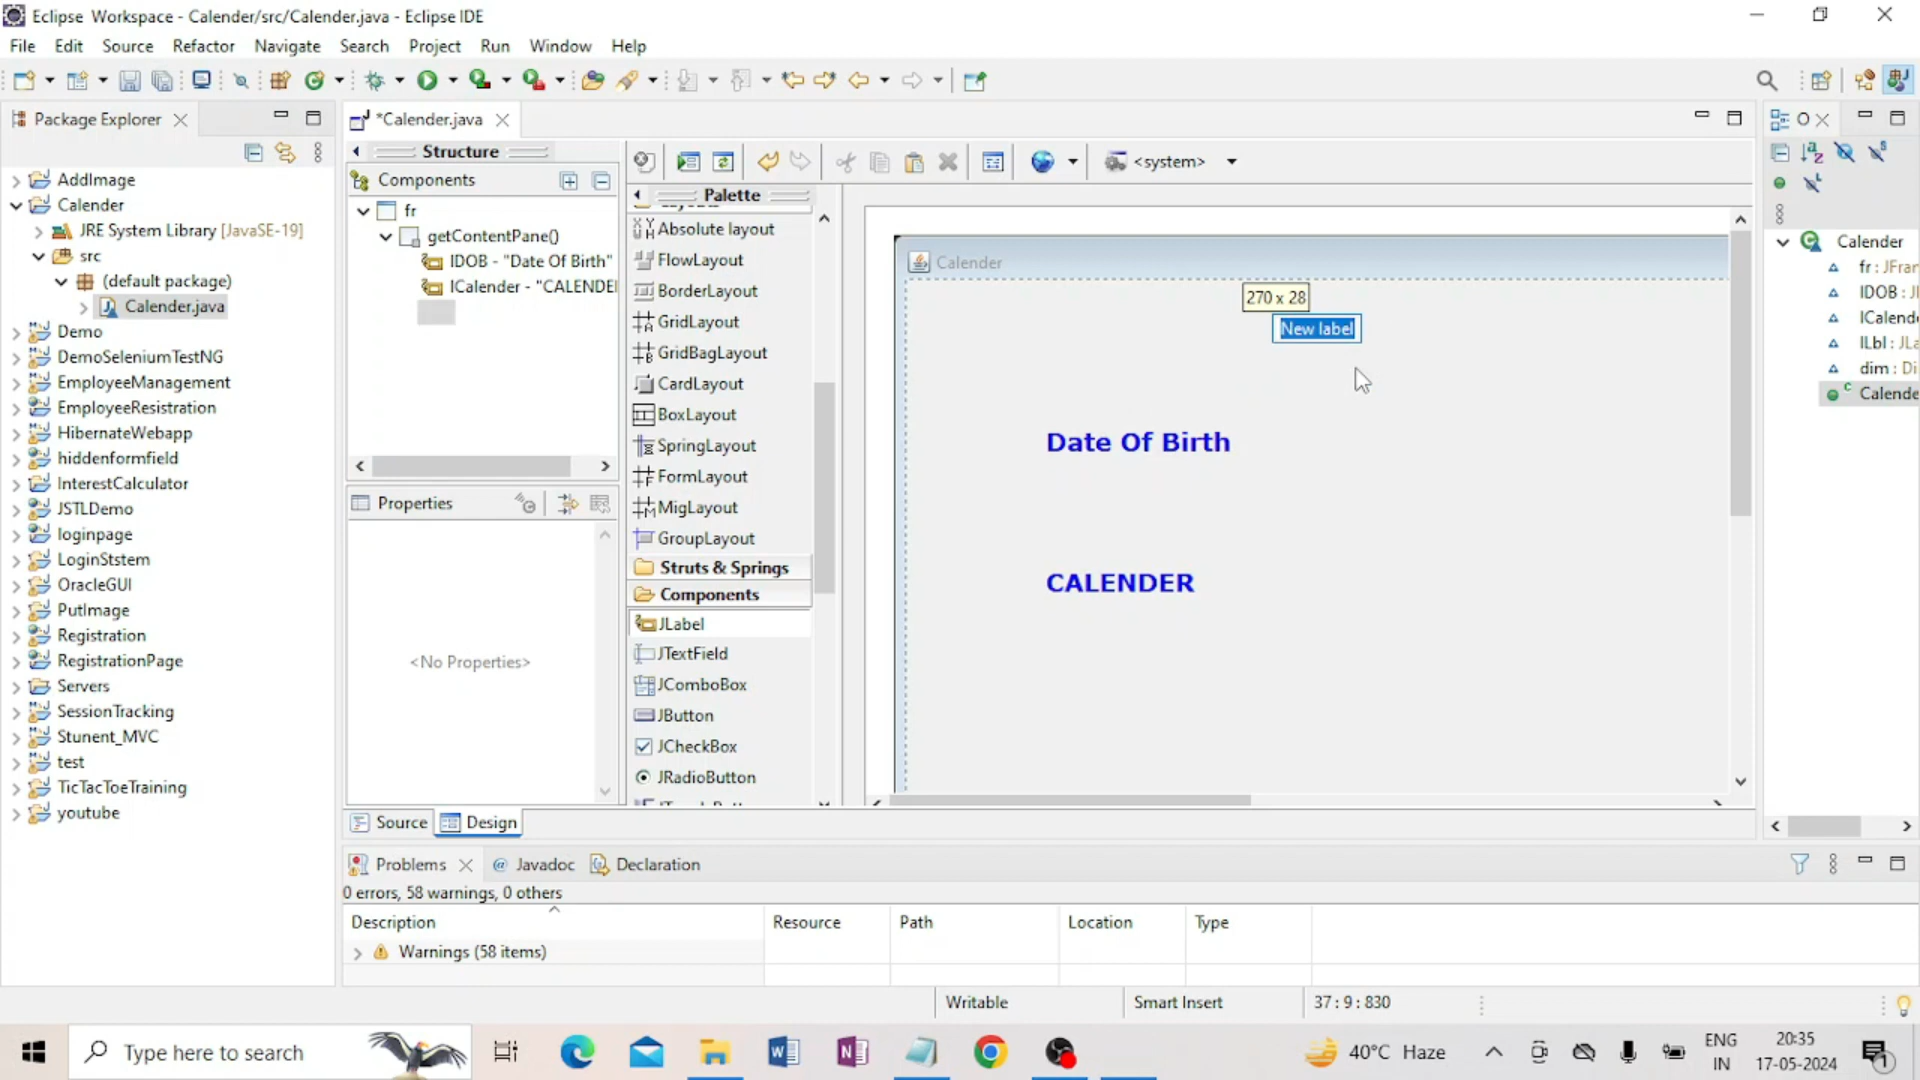 Eclipse Workspace - Calender/src/Calender.java - Eclipse IDE
File Edit Source Refactor Navigate Search Project Run Window Help
Package Explorer
AddImage
Calender
JRE System Library [JavaSE-19]
src
(default package)
Calender.java
Demo
DemoSeleniumTestNG
EmployeeManagement
EmployeeResistration
HibernateWebapp
hiddenformfield
InterestCalculator
JSTLDemo
loginpage
LoginStstem
OracleGUI
PutImage
Registration
RegistrationPage
Servers
SessionTracking
Stunent_MVC
test
TicTacToeTraining
youtube
*Calender.java
Structure
Components
fr
getContentPane()
lDOB - "Date Of Birth"
lCalender - "CALENDE
Properties
<No Properties>
Palette
Absolute layout
FlowLayout
BorderLayout
GridLayout
GridBagLayout
CardLayout
BoxLayout
SpringLayout
FormLayout
MigLayout
GroupLayout
Struts & Springs
Components
JLabel
JTextField
JComboBox
JButton
JCheckBox
JRadioButton
<system>
Calender
270 x 28
New label
Date Of Birth
CALENDER
Source Design
O
Calender
fr : JFrar
lDOB : Jl
lCalende
lLbl : JLa
dim : Di
Calende
Problems Javadoc Declaration
0 errors, 58 warnings, 0 others
Description Resource Path Location Type
Warnings (58 items)
Writable Smart Insert 37 : 9 : 830
Type here to search
40°C Haze
ENG
IN
20:35
17-05-2024
1